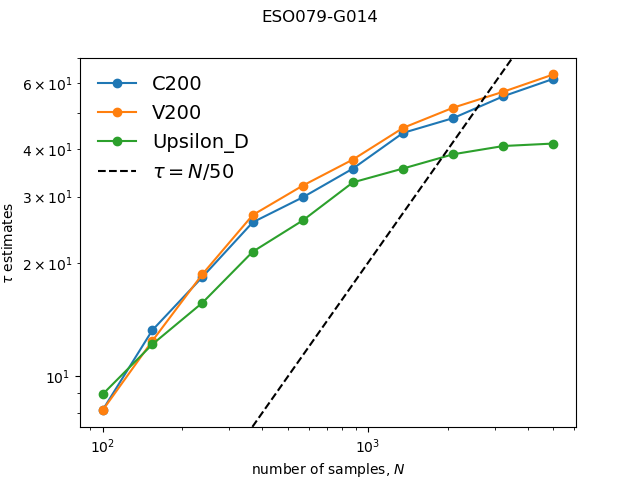 ESO079-G014
C200
V200
Upsilon_D
τ = N/50
6 × 10¹
4 × 10¹
3 × 10¹
2 × 10¹
10¹
τ estimates
10² 10³
number of samples, N